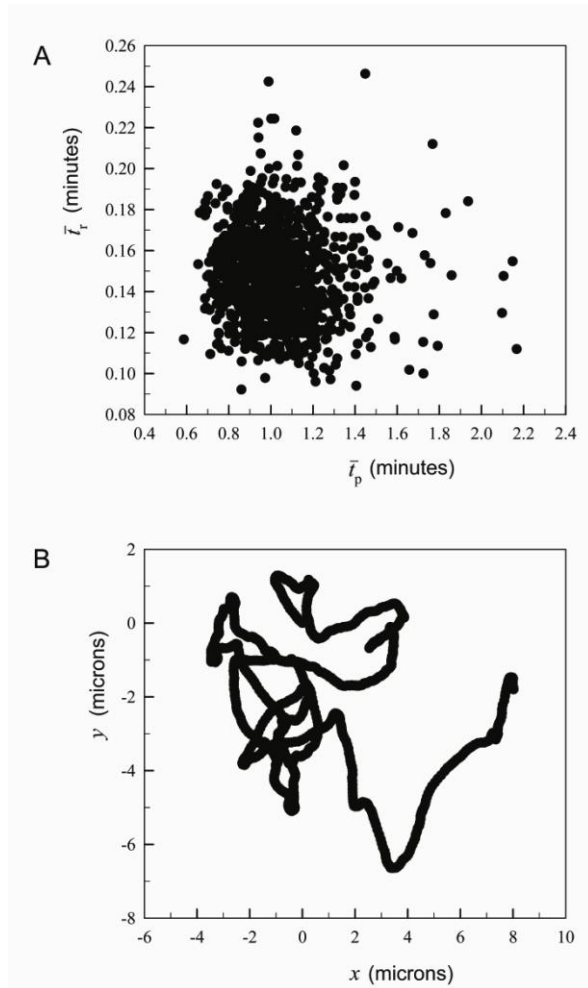 A
0.26
0.24
0.22
0.20
0.18
0.16
0.14
0.12
0.10
0.08
t̄r (minutes)
0.4 0.6 0.8 1.0 1.2 1.4 1.6 1.8 2.0 2.2 2.4
t̄p (minutes)
B
2
0
-2
-4
-6
-8
y (microns)
-6 -4 -2 0 2 4 6 8 10
x (microns)